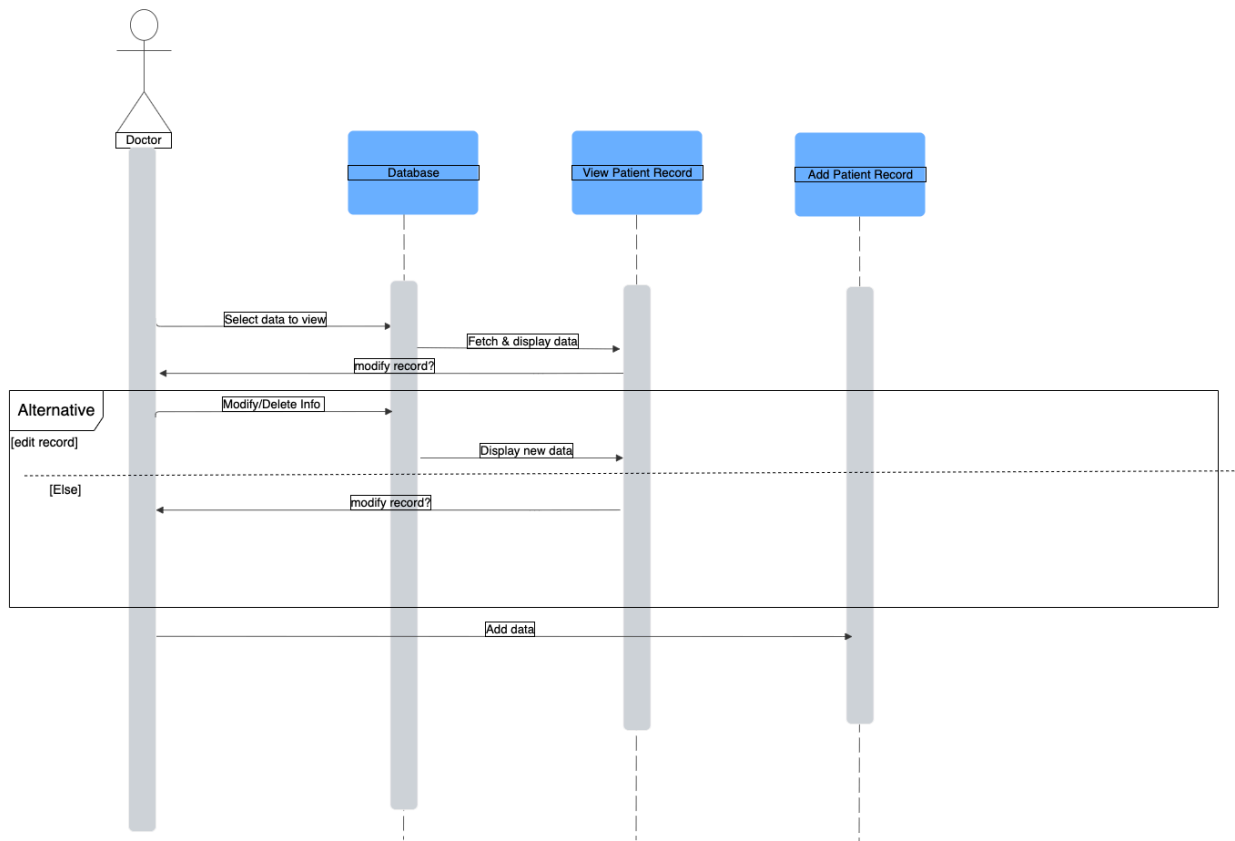 Doctor
Database
View Patient Record
Add Patient Record
Select data to view
Fetch & display data
modify record?
Alternative
Modify/Delete Info
[edit record]
Display new data
[Else]
modify record?
Add data